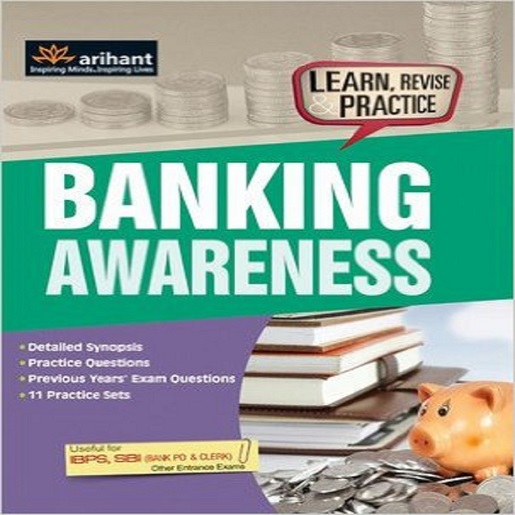 arihant
Inspiring Minds...Inspiring Lives
LEARN, REVISE
& PRACTICE
BANKING
AWARENESS
• Detailed Synopsis
• Practice Questions
• Previous Years' Exam Questions
• 11 Practice Sets
Useful for
IBPS, SBI (BANK PO & CLERK)
Other Entrance Exams